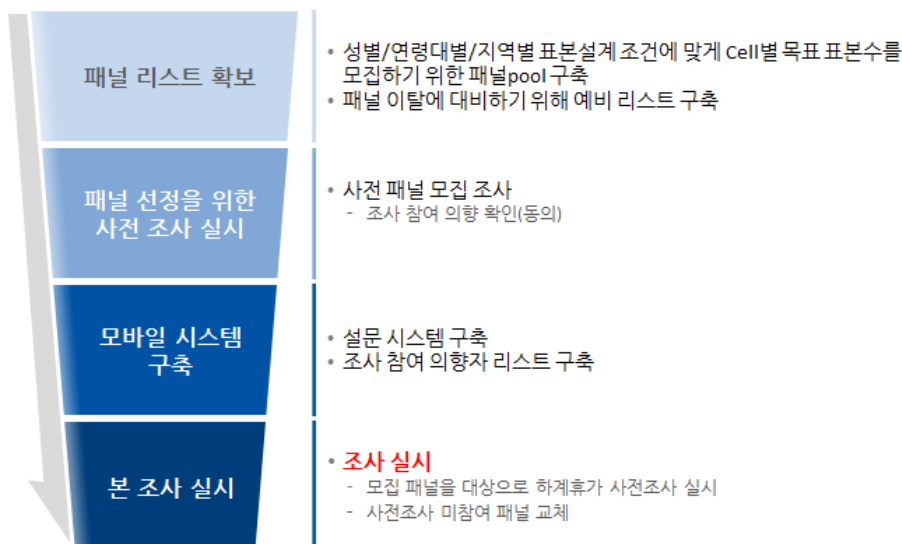 패널 리스트 확보
• 성별/연령대별/지역별 표본설계 조건에 맞게 Cell별 목표 표본수를
모집하기 위한 패널pool 구축
• 패널 이탈에 대비하기 위해 예비 리스트 구축
패널 선정을 위한
사전 조사 실시
• 사전 패널 모집 조사
- 조사 참여 의향 확인(동의)
모바일 시스템
구축
• 설문 시스템 구축
• 조사 참여 의향자 리스트 구축
본 조사 실시
• 조사 실시
- 모집 패널을 대상으로 하계휴가 사전조사 실시
- 사전조사 미참여 패널 교체